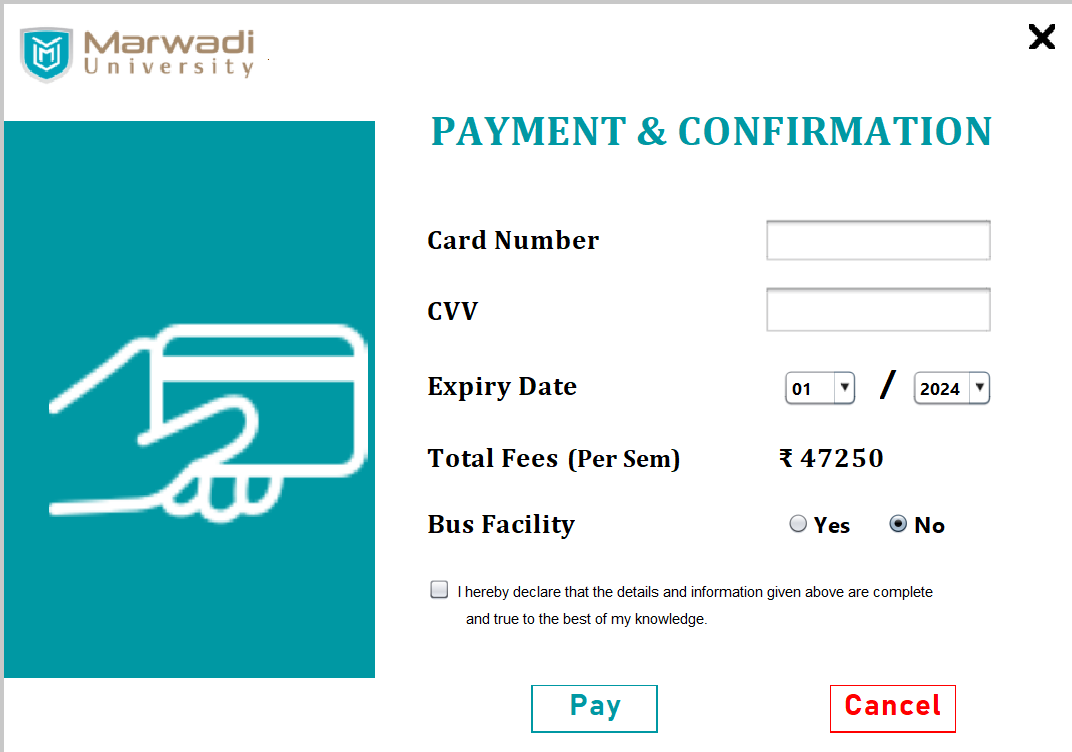 Marwadi
University
X
PAYMENT & CONFIRMATION
Card Number
CVV
Expiry Date 01 / 2024
Total Fees (Per Sem) ₹ 47250
Bus Facility Yes No
I hereby declare that the details and information given above are complete
and true to the best of my knowledge.
Pay Cancel